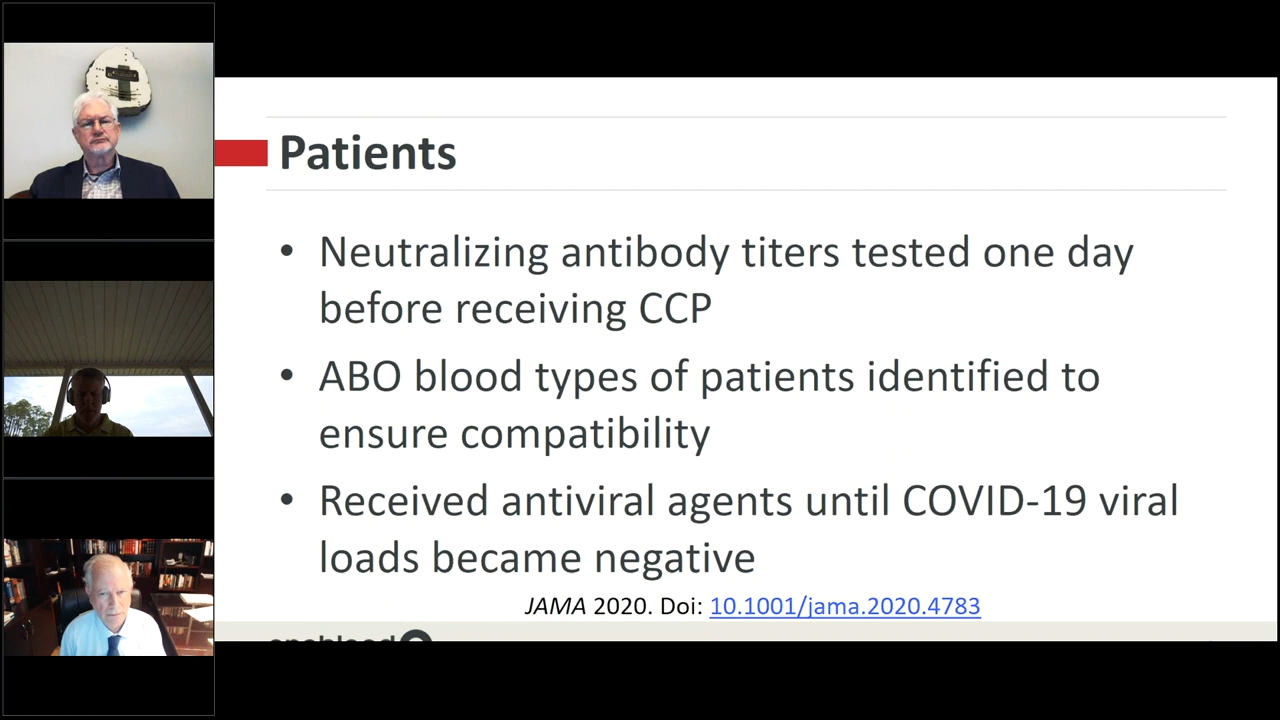 Patients
• Neutralizing antibody titers tested one day
before receiving CCP
• ABO blood types of patients identified to
ensure compatibility
• Received antiviral agents until COVID-19 viral
loads became negative
JAMA 2020. Doi: 10.1001/jama.2020.4783